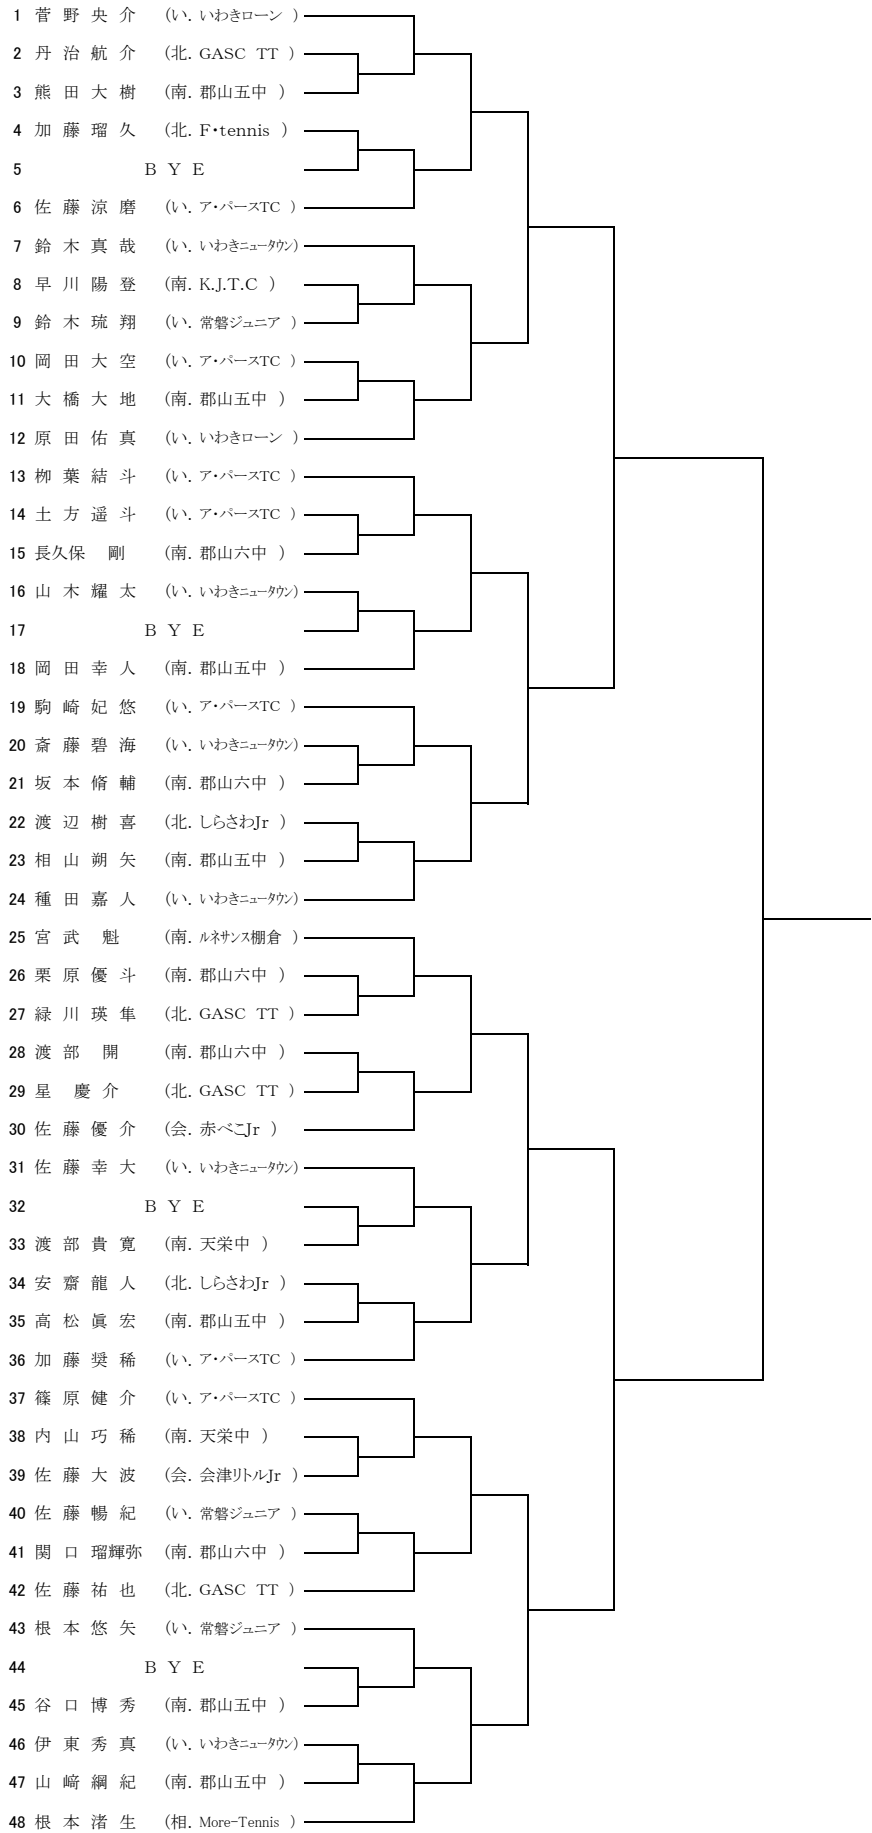 1 菅 野 央 介 (い. いわきローン )
2 丹 治 航 介 (北. GASC TT )
3 熊 田 大 樹 (南. 郡山五中 )
4 加 藤 瑠 久 (北. F・tennis )
5 B Y E
6 佐 藤 涼 磨 (い. ア・パースTC )
7 鈴 木 真 哉 (い. いわきニュータウン)
8 早 川 陽 登 (南. K.J.T.C )
9 鈴 木 琉 翔 (い. 常磐ジュニア )
10 岡 田 大 空 (い. ア・パースTC )
11 大 橋 大 地 (南. 郡山五中 )
12 原 田 佑 真 (い. いわきローン )
13 栁 葉 結 斗 (い. ア・パースTC )
14 土 方 遥 斗 (い. ア・パースTC )
15 長久保 剛 (南. 郡山六中 )
16 山 木 耀 太 (い. いわきニュータウン)
17 B Y E
18 岡 田 幸 人 (南. 郡山五中 )
19 駒 崎 妃 悠 (い. ア・パースTC )
20 斎 藤 碧 海 (い. いわきニュータウン)
21 坂 本 脩 輔 (南. 郡山六中 )
22 渡 辺 樹 喜 (北. しらさわJr )
23 相 山 朔 矢 (南. 郡山五中 )
24 種 田 嘉 人 (い. いわきニュータウン)
25 宮 武 魁 (南. ルネサンス棚倉 )
26 栗 原 優 斗 (南. 郡山六中 )
27 緑 川 瑛 隼 (北. GASC TT )
28 渡 部 開 (南. 郡山六中 )
29 星 慶 介 (北. GASC TT )
30 佐 藤 優 介 (会. 赤べこJr )
31 佐 藤 幸 大 (い. いわきニュータウン)
32 B Y E
33 渡 部 貴 寛 (南. 天栄中 )
34 安 齋 龍 人 (北. しらさわJr )
35 高 松 眞 宏 (南. 郡山五中 )
36 加 藤 奨 稀 (い. ア・パースTC )
37 篠 原 健 介 (い. ア・パースTC )
38 内 山 巧 稀 (南. 天栄中 )
39 佐 藤 大 波 (会. 会津リトルJr )
40 佐 藤 暢 紀 (い. 常磐ジュニア )
41 関 口 瑠輝弥 (南. 郡山六中 )
42 佐 藤 祐 也 (北. GASC TT )
43 根 本 悠 矢 (い. 常磐ジュニア )
44 B Y E
45 谷 口 博 秀 (南. 郡山五中 )
46 伊 東 秀 真 (い. いわきニュータウン)
47 山 﨑 綱 紀 (南. 郡山五中 )
48 根 本 渚 生 (相. More-Tennis )